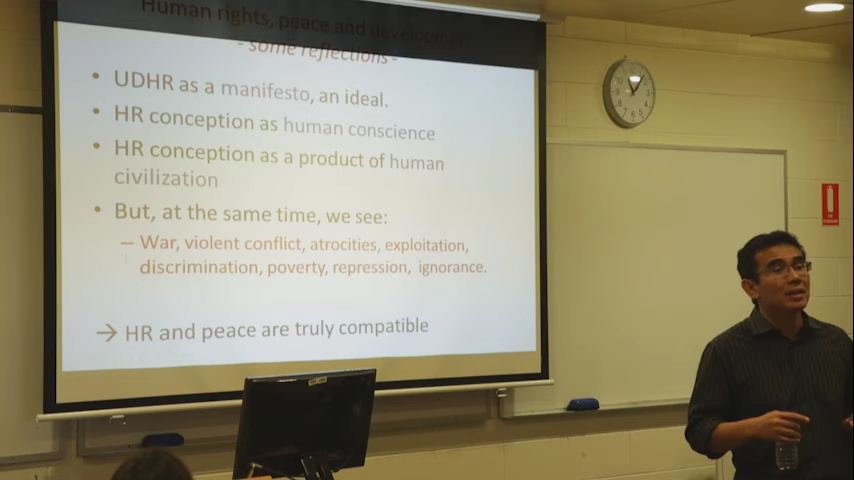 Human rights, peace and development
- some reflections -
• UDHR as a manifesto, an ideal.
• HR conception as human conscience
• HR conception as a product of human
civilization
• But, at the same time, we see:
– War, violent conflict, atrocities, exploitation,
discrimination, poverty, repression, ignorance.
→ HR and peace are truly compatible